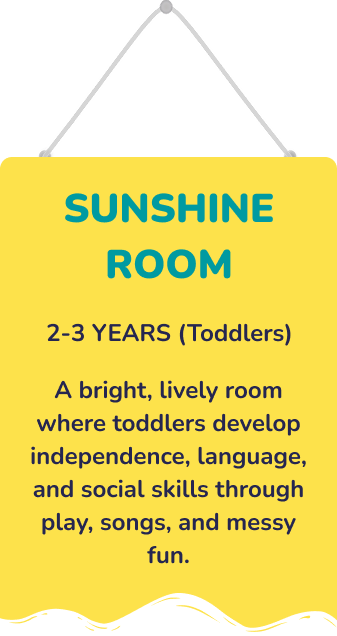 SUNSHINE
ROOM
2-3 YEARS (Toddlers)
A bright, lively room
where toddlers develop
independence, language,
and social skills through
play, songs, and messy
fun.